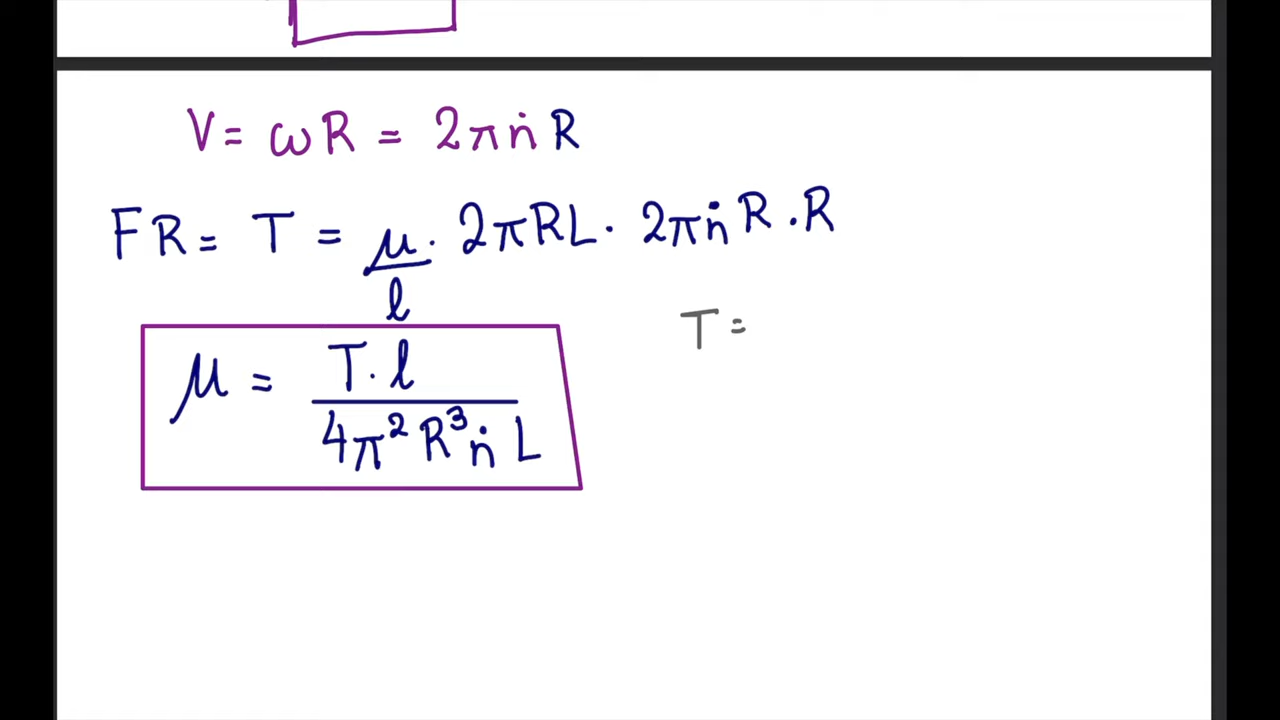 V = ωR = 2πṅR
FR = T = μ/ℓ · 2πRL · 2πṅR · R
T =
μ = T · ℓ / 4π²R³ṅL